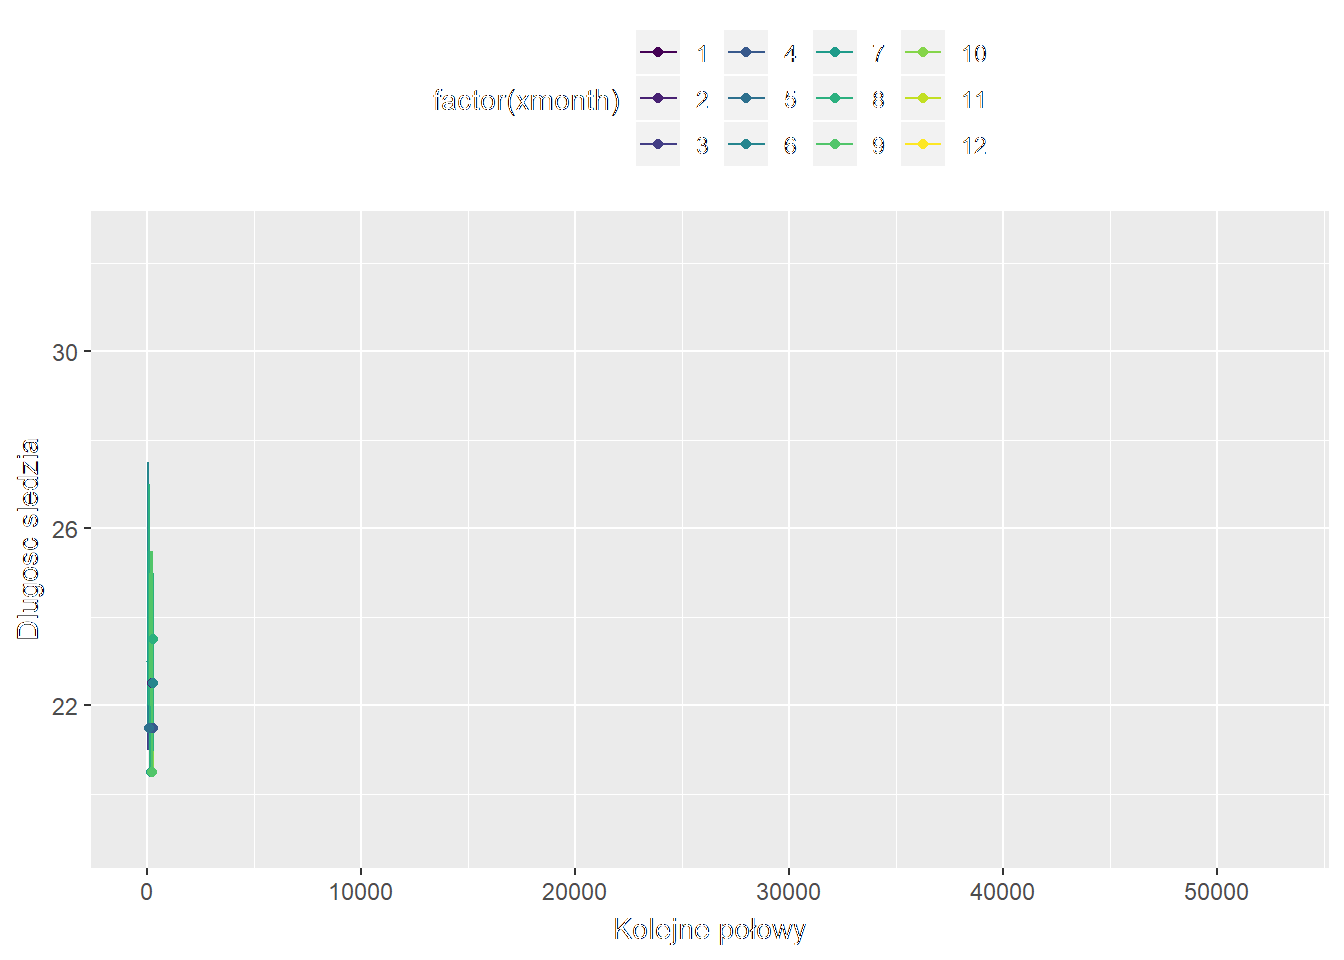 1 4 7 10
factor(xmonth) 2 5 8 11
3 6 9 12
30
26
22
Dlugosc sledzia
0 10000 20000 30000 40000 50000
Kolejne połowy